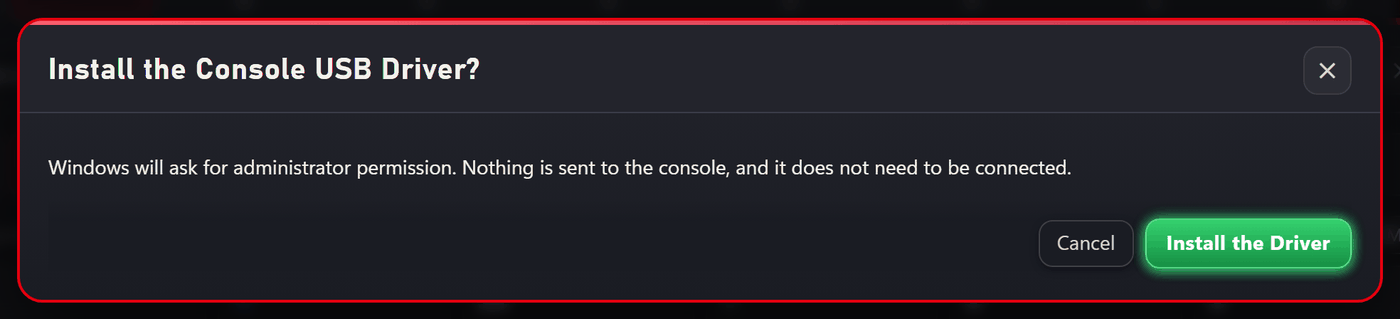 Install the Console USB Driver?
Windows will ask for administrator permission. Nothing is sent to the console, and it does not need to be connected.
Cancel
Install the Driver